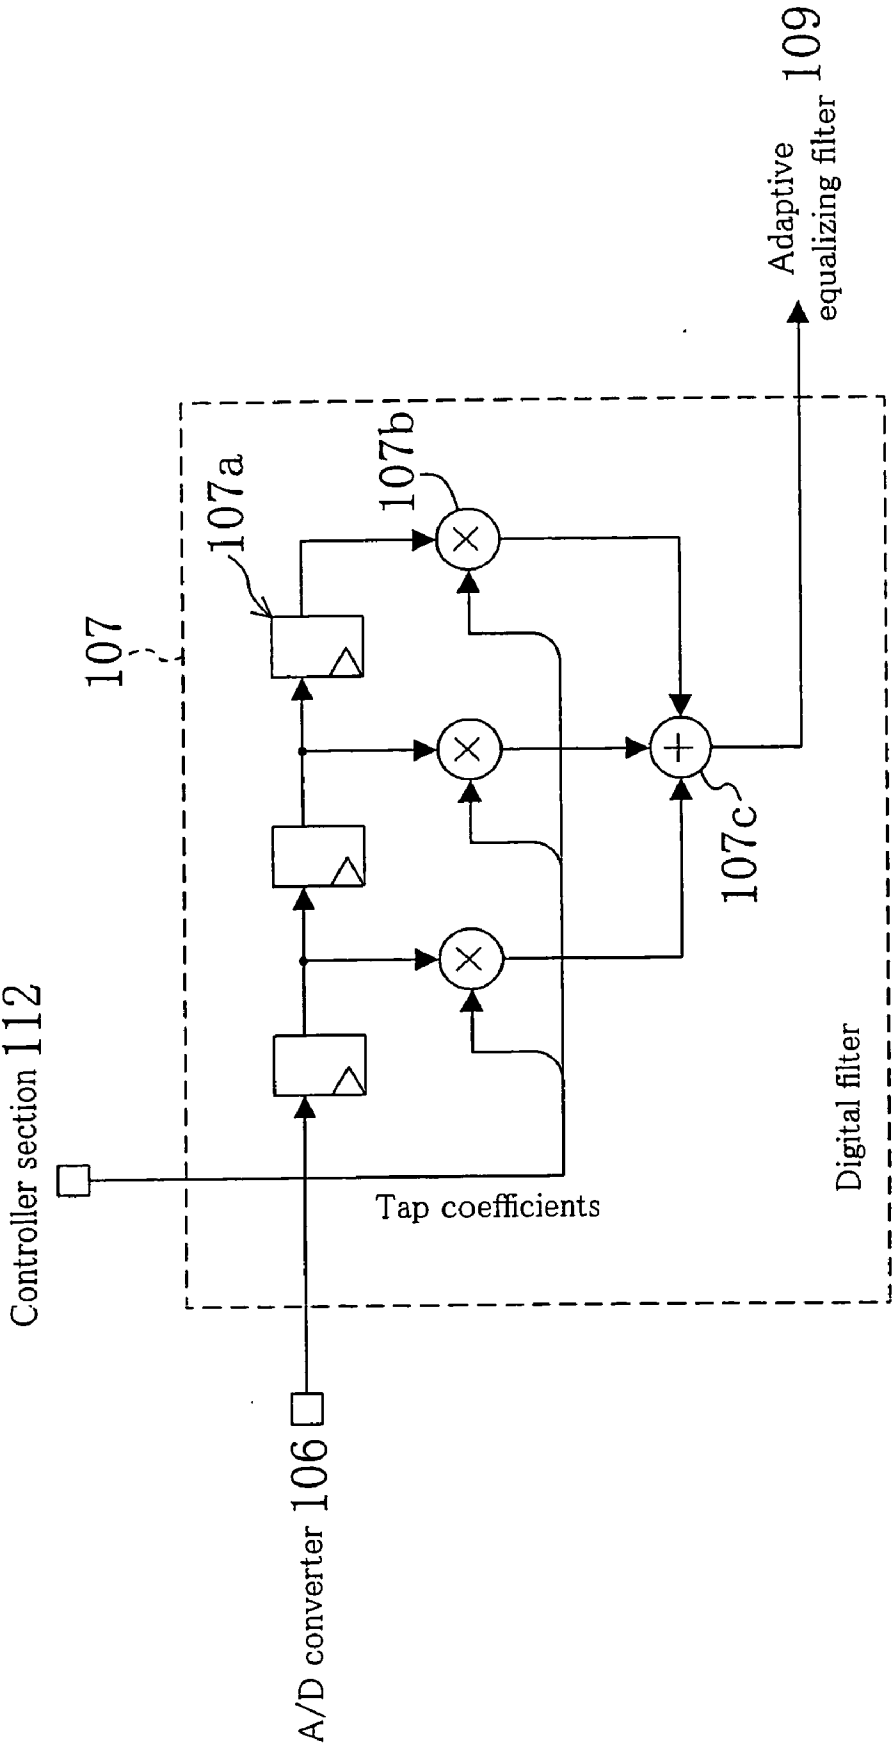 Controller section 112
107
107a
107b
A/D converter 106
Tap coefficients
107c
Adaptive
equalizing filter 109
Digital filter